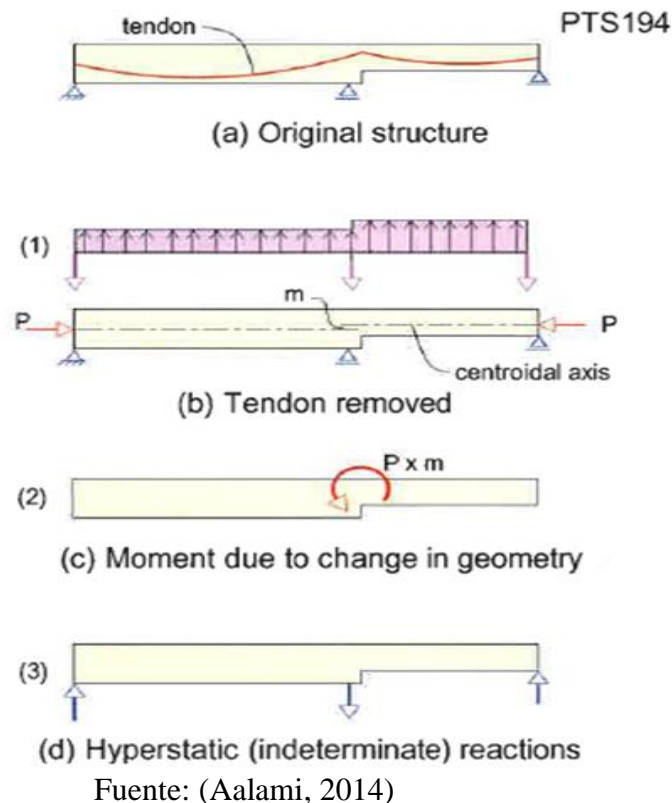 PTS194
tendon
(a) Original structure
(1)
m
P
P
centroidal axis
(b) Tendon removed
P x m
(2)
(c) Moment due to change in geometry
(3)
(d) Hyperstatic (indeterminate) reactions
Fuente: (Aalami, 2014)